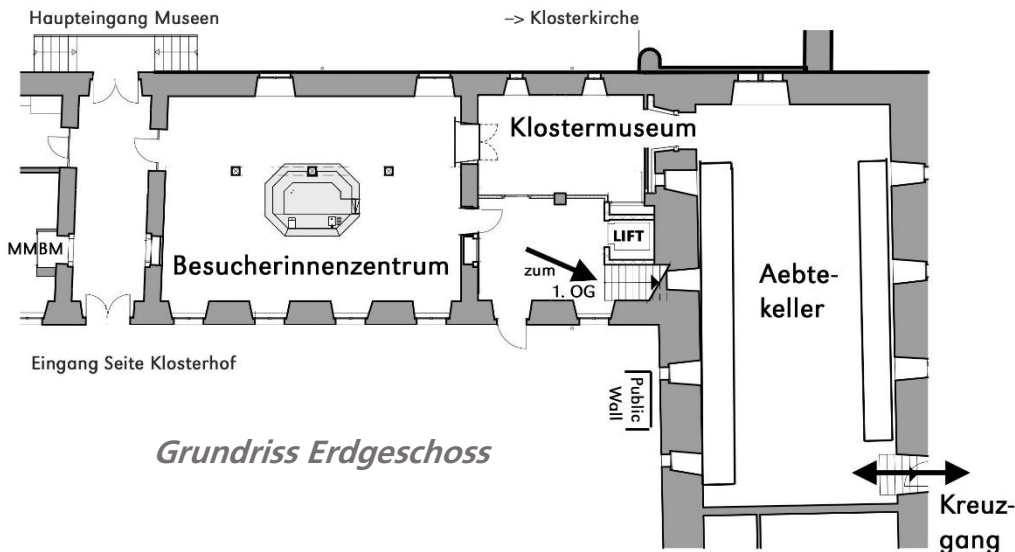 Haupteingang Museen
–> Klosterkirche
Klostermuseum
MMBM
Besucherinnenzentrum
LIFT
zum
1. OG
Aebte-
keller
Eingang Seite Klosterhof
Public
Wall
Grundriss Erdgeschoss
Kreuz-
gang